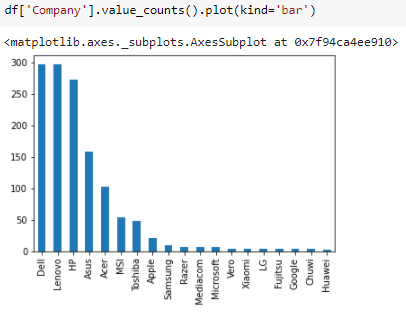 df['Company'].value_counts().plot(kind='bar')
<matplotlib.axes._subplots.AxesSubplot at 0x7f94ca4ee910>
300
250
200
150
100
50
0
Dell
Lenovo
HP
Asus
Acer
MSI
Toshiba
Apple
Samsung
Razer
Mediacom
Microsoft
Vero
Xiaomi
LG
Fujitsu
Google
Chuwi
Huawei